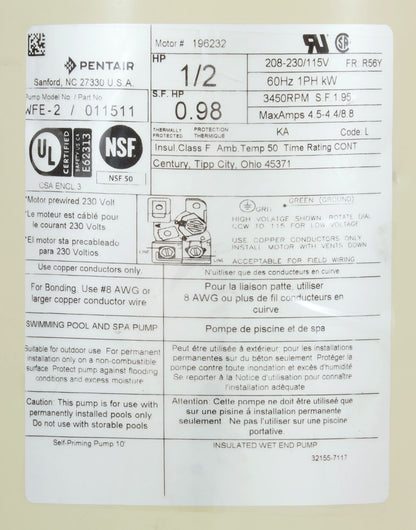 PENTAIR
Sanford, NC 27330 U.S.A.
Pump Model No. / Part No
WFE-2 / 011511
Motor # 196232
HP
1/2
S.F. HP
0.98
208-230/115V FR R56Y
60Hz 1PH kW
3450RPM S.F 1.95
MaxAmps 4.5-4.4/8.8
THERMALLY PROTECTED PROTECTION THERMIQUE KA Code. L
Insul.Class F Amb.Temp 50 Time Rating CONT
Century, Tipp City, Ohio 45371
UL
CERTIFIED
SAFETY US CA
E62313
NSF
NSF 50
CSA ENCL 3
*Motor prewired 230 Volt
*Le moteur est câblé pour
le courant 230 Volt
*El motor sta precableado
para 230 Voltios
GRD
GREEN (GROUND)
HIGH VOLATGE SHOWN ROTATE DIAL
CCW TO 115 FOR LOW VOLTAGE
USE COPPER CONDUCTORS ONLY
INSTALL MOTOR WITH VENTS DOWN
ACCEPTABLE FOR FIELD WIRING
Use copper conductors only.
N'utiliser que des conducteurs en cuivre
For Bonding. Use #8 AWG or
larger copper conductor wire
Pour la liaison patte, utiliser
8 AWG ou plus de fil conducteurs en
cuivre
SWIMMING POOL AND SPA PUMP
Pompe de piscine et de spa
Suitable for outdoor use. For permanent
installation only on a non-combustible
surface. Protect pump against flooding
conditions and excess moisture
Peut être utilisée à extérieur pour les installations
permanentes sur du béton seulement. Protéger la
pompe contre toute inondation et excès d'humidité
Se reporter à la Notice d'utilisation pour connaître
l'installation adéquate
Caution: This pump is for use with
permanently installed pools only
Do not use with storable pools
Attention: Cette pompe ne doit être utilisée que
sur une pisine à installation permanente
seulement. Ne pas l'utiliser sur une piscine
portative.
Self-Priming Pump 10'
INSULATED WET END PUMP
32155-7117